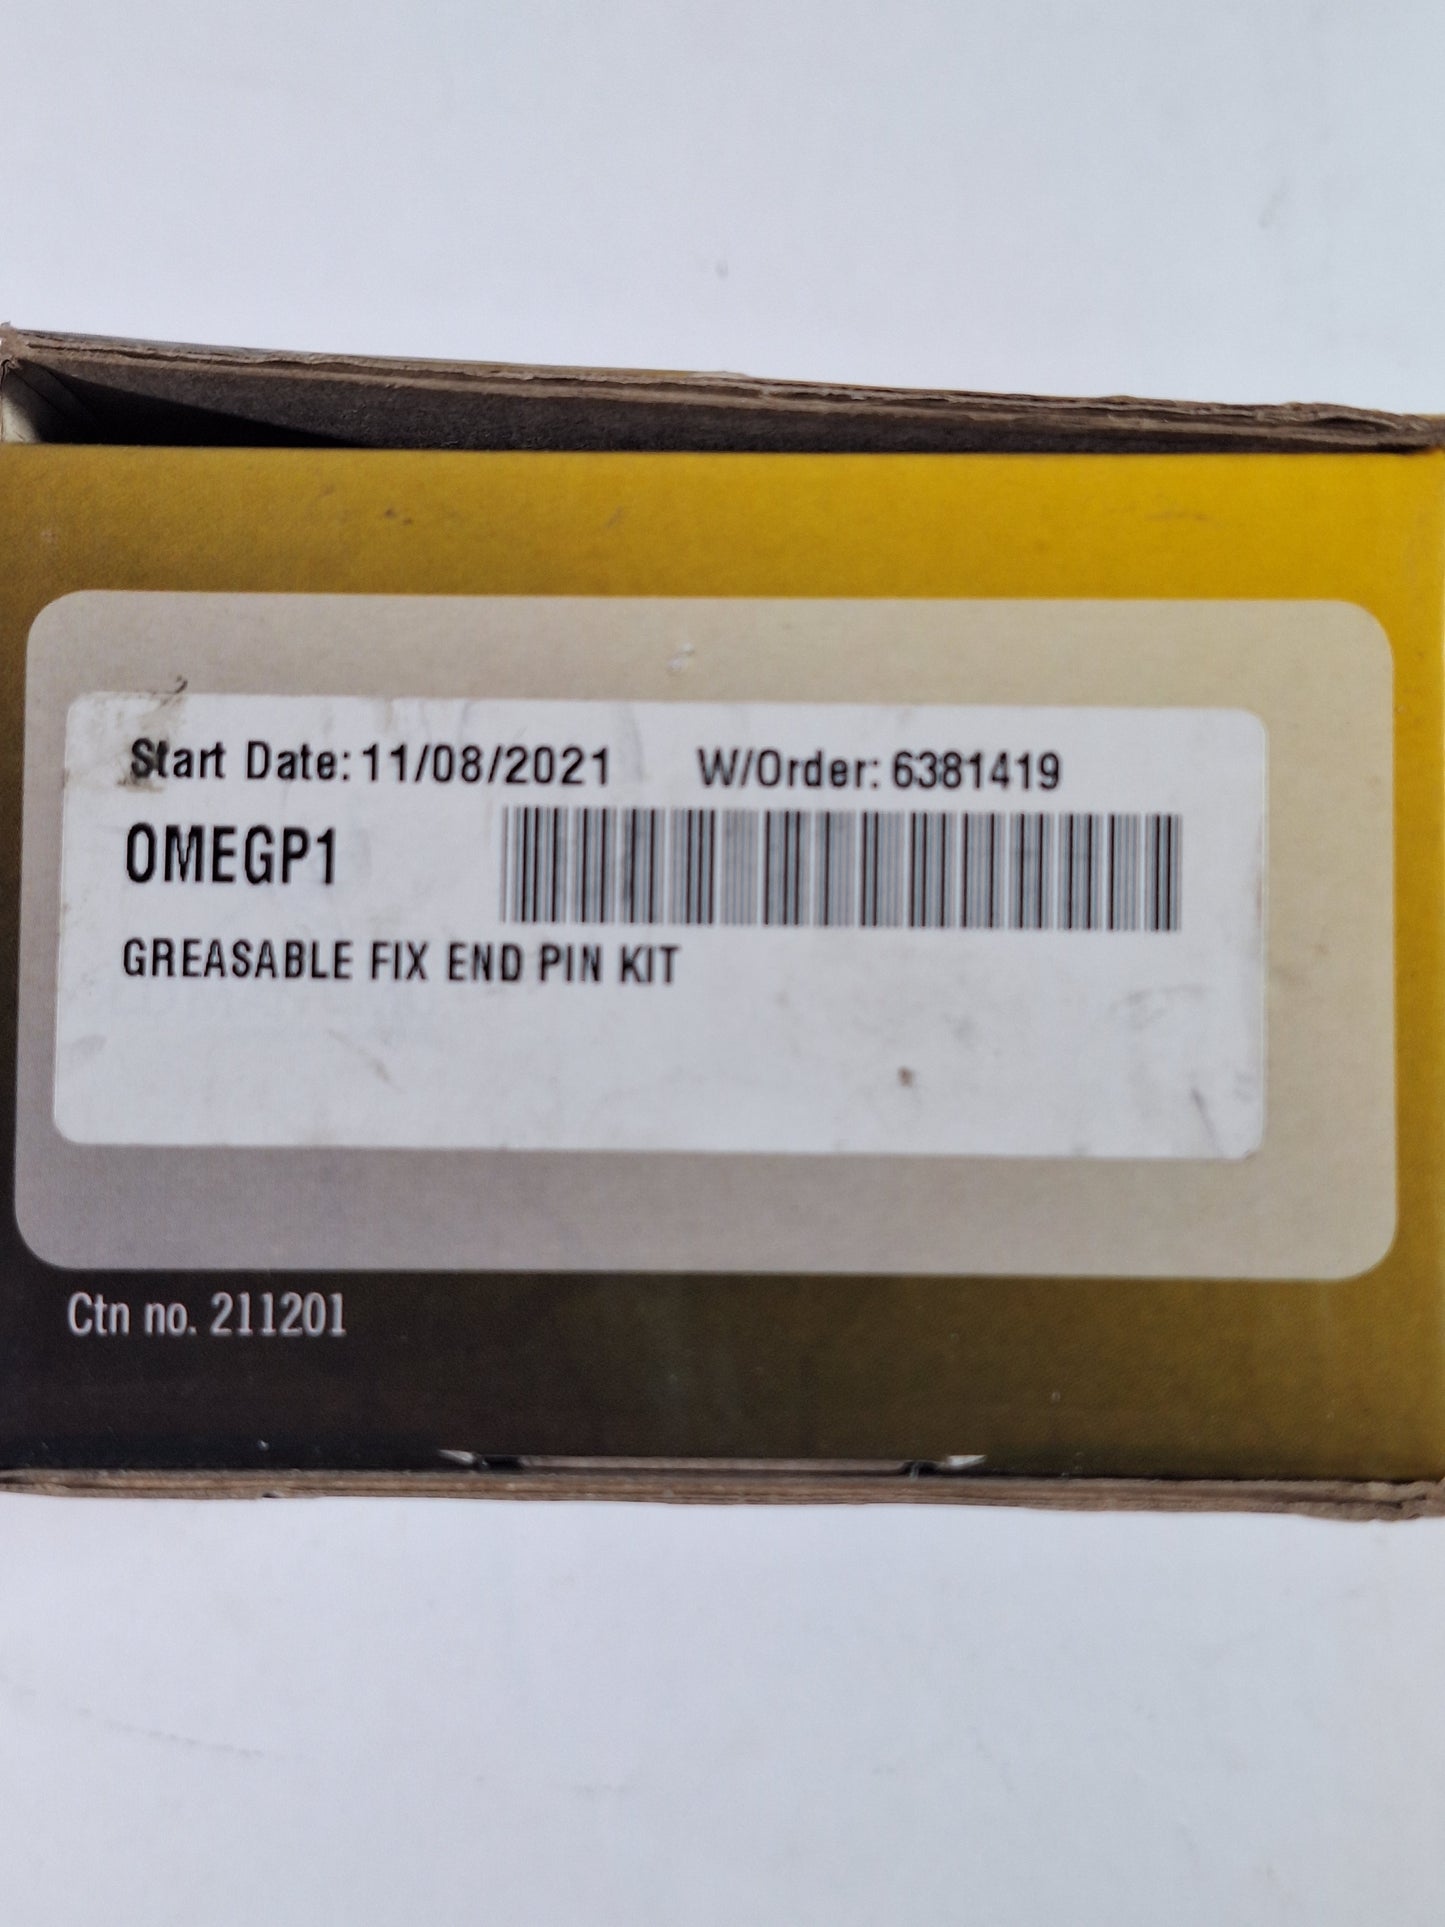 Start Date: 11/08/2021 W/Order: 6381419
OMEGP1
GREASABLE FIX END PIN KIT
Ctn no. 211201